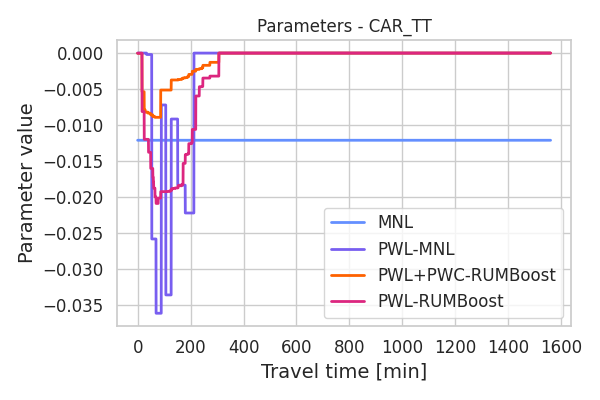 Parameters - CAR_TT
Parameter value
0.000
−0.005
−0.010
−0.015
−0.020
−0.025
−0.030
−0.035
MNL
PWL-MNL
PWL+PWC-RUMBoost
PWL-RUMBoost
0 200 400 600 800 1000 1200 1400 1600
Travel time [min]